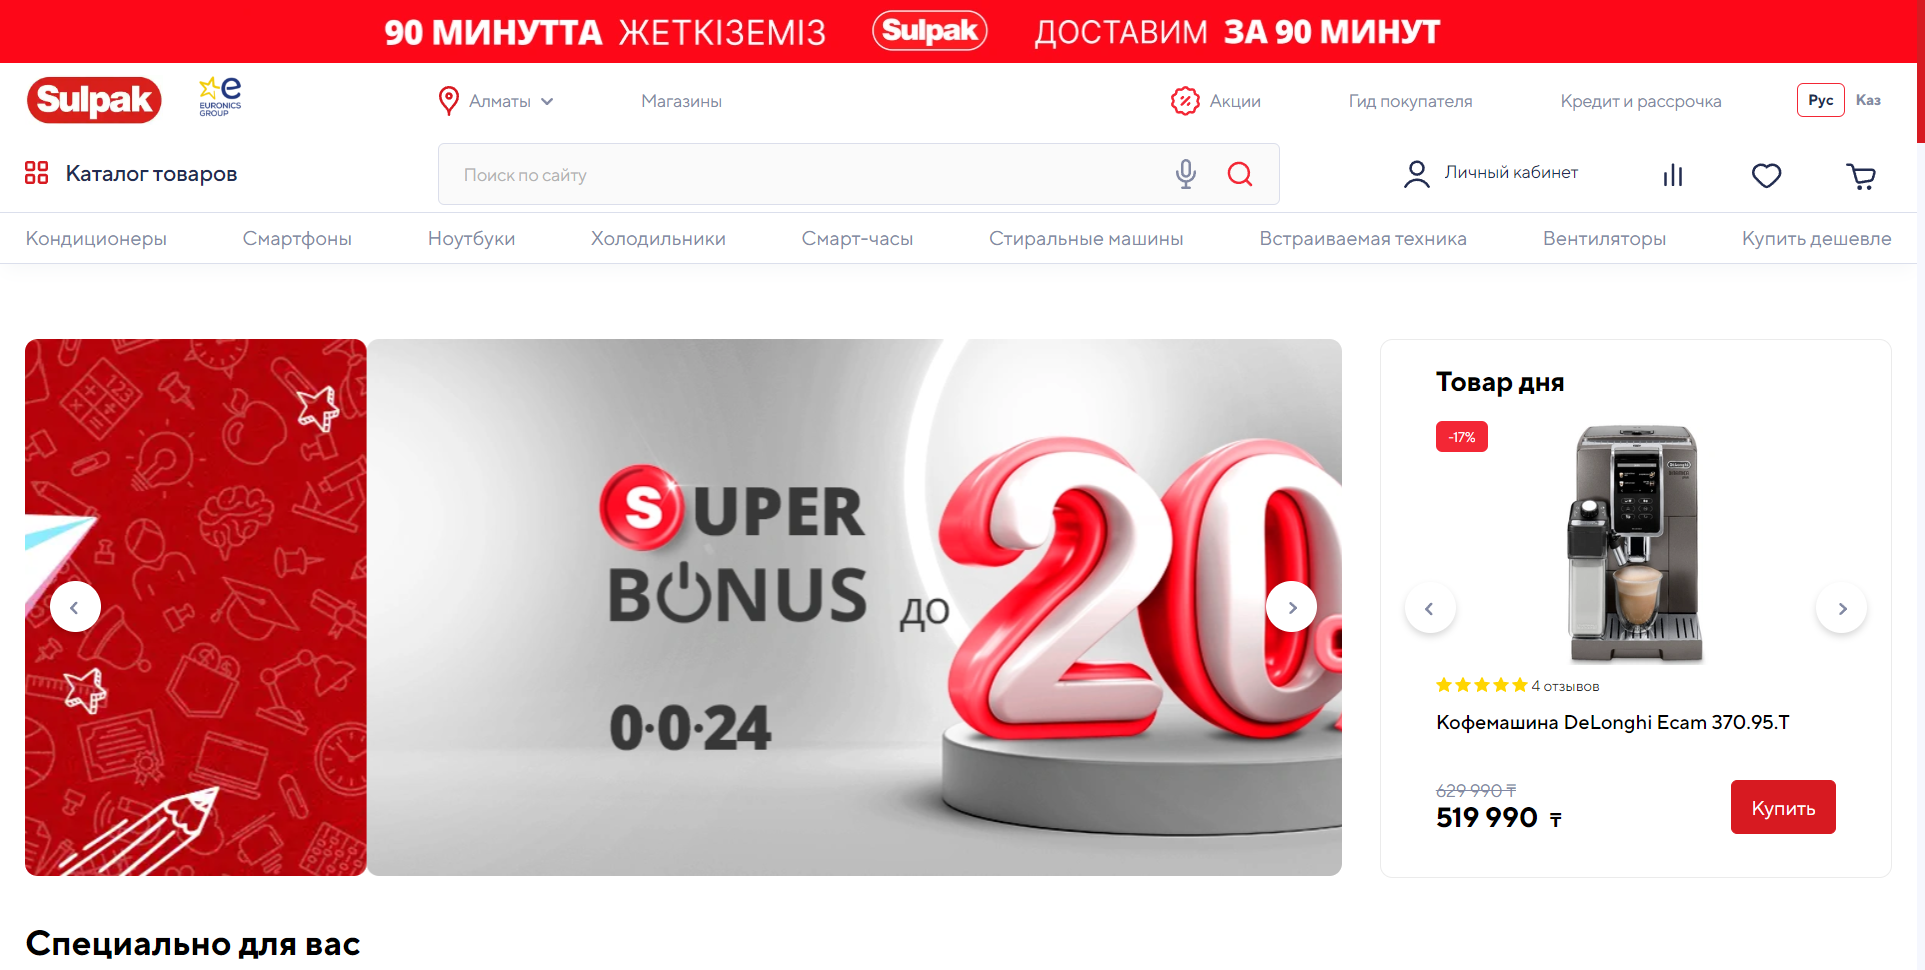 90 МИНУТТА ЖЕТКІЗЕМІЗ Sulpak ДОСТАВИМ ЗА 90 МИНУТ
Sulpak
e
EURONICS
GROUP
Алматы
Магазины
Акции
Гид покупателя
Кредит и рассрочка
Рус
Каз
Каталог товаров
Поиск по сайту
Личный кабинет
Кондиционеры
Смартфоны
Ноутбуки
Холодильники
Смарт-часы
Стиральные машины
Встраиваемая техника
Вентиляторы
Купить дешевле
SUPER
BONUS до
20
0·0·24
Товар дня
-17%
DeLonghi
4 отзывов
Кофемашина DeLonghi Ecam 370.95.T
629 990 ₸
519 990 ₸
Купить
Специально для вас